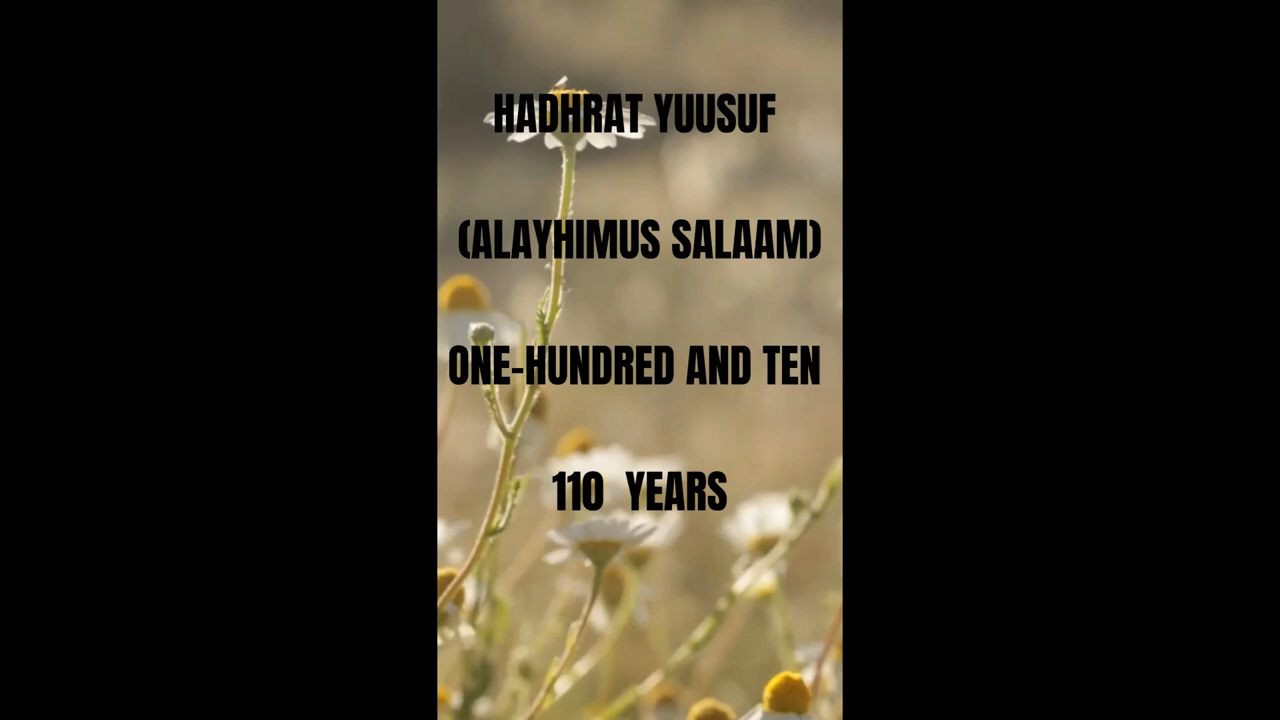 HADHRAT YUUSUF
(ALAYHIMUS SALAAM)
ONE-HUNDRED AND TEN
110 YEARS